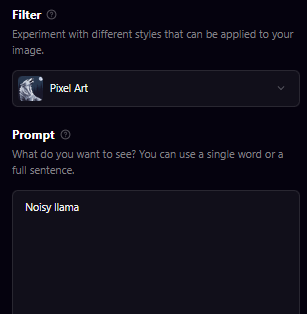 Filter
Experiment with different styles that can be applied to your
image.
Pixel Art
Prompt
What do you want to see? You can use a single word or a
full sentence.
Noisy llama